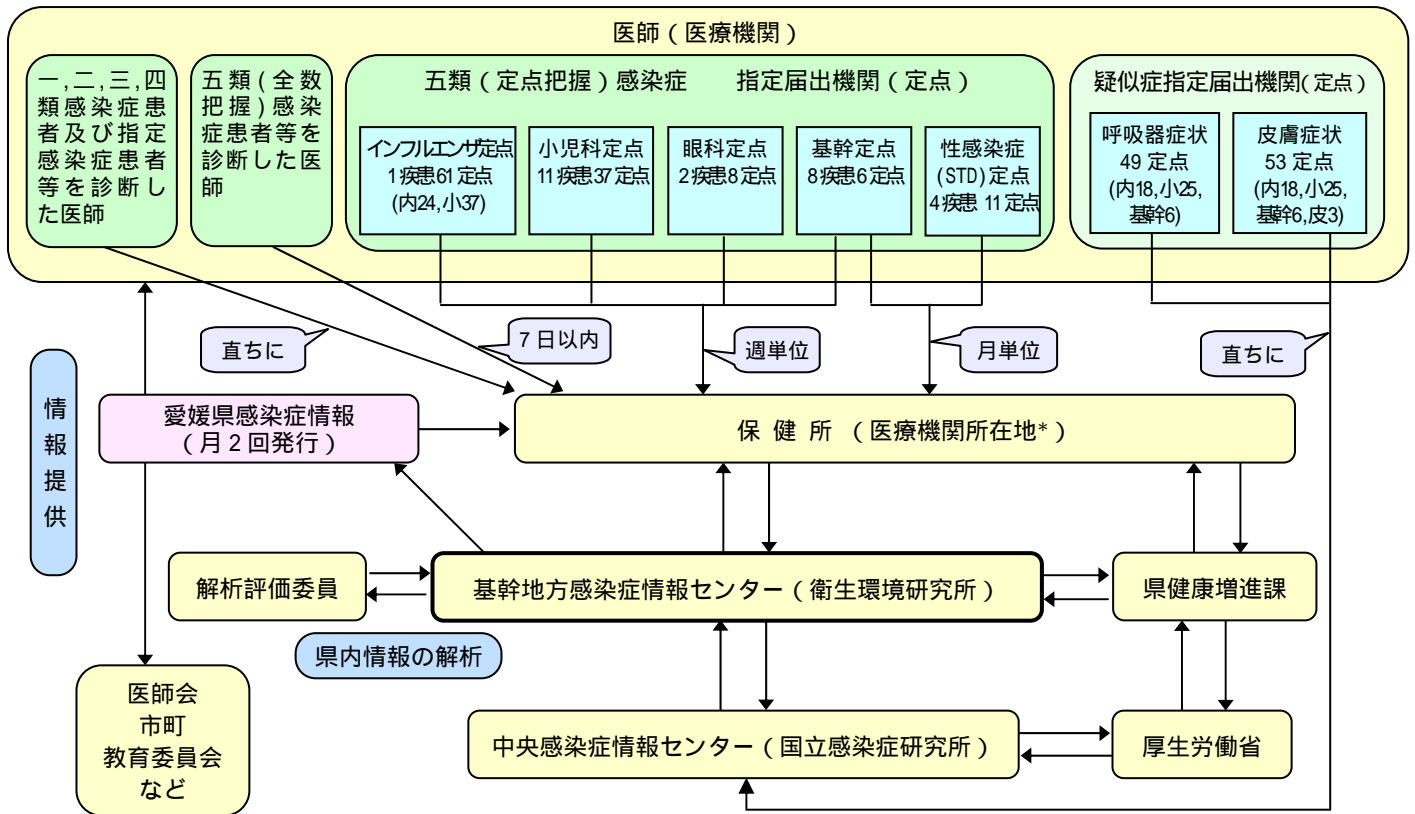 医師（医療機関）
一,二,三,四
類感染症患
者及び指定
感染症患者
等を診断し
た医師
五類（全数
把握）感染
症患者等を
診断した医
師
五類（定点把握）感染症　　指定届出機関（定点）
インフルエンザ定点
1疾患61定点
(内24,小37)
小児科定点
11疾患37定点
眼科定点
2疾患8定点
基幹定点
8疾患6定点
性感染症
(STD)定点
4疾患 11定点
疑似症指定届出機関（定点）
呼吸器症状
49 定点
(内18,小25,
基幹6)
皮膚症状
53 定点
(内18,小25,
基幹6,皮3)
直ちに
７日以内
週単位
月単位
直ちに
情報提供
愛媛県感染症情報
（月２回発行）
保 健 所 （医療機関所在地*）
解析評価委員
基幹地方感染症情報センター（衛生環境研究所）
県健康増進課
県内情報の解析
医師会
市町
教育委員会
など
中央感染症情報センター（国立感染症研究所）
厚生労働省